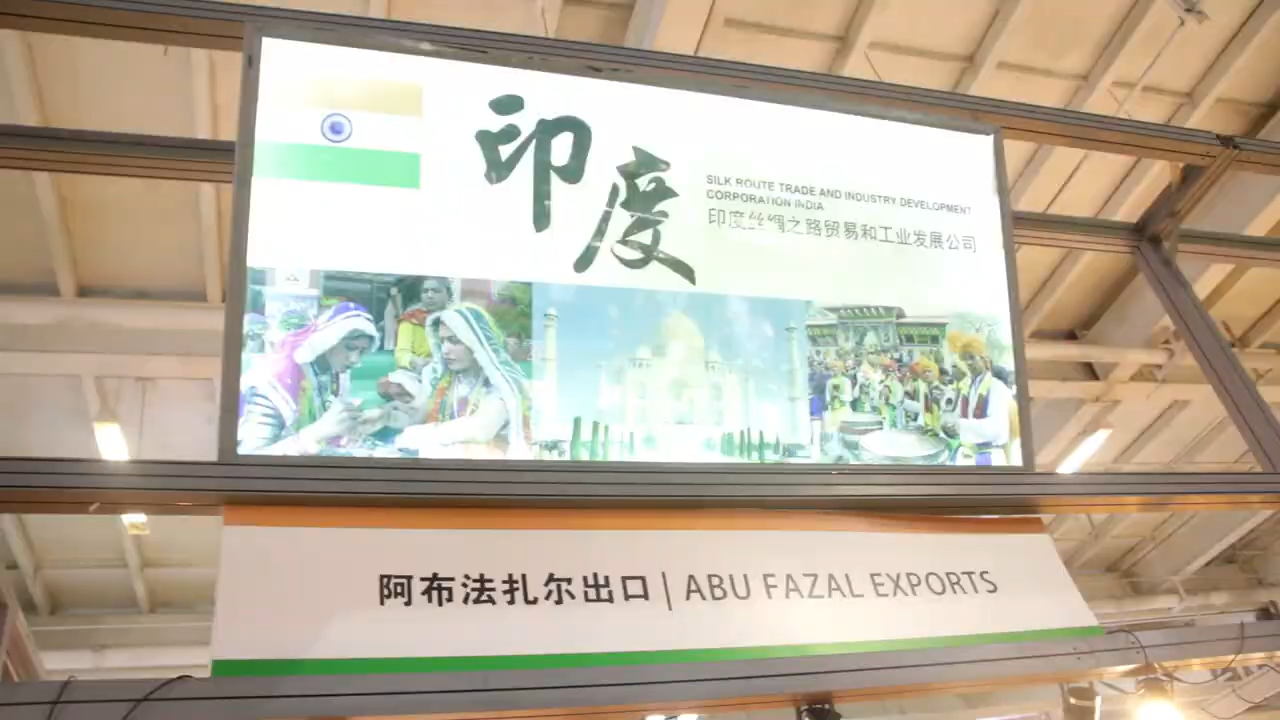 印度
SILK ROUTE TRADE AND INDUSTRY DEVELOPMENT
CORPORATION INDIA
印度丝绸之路贸易和工业发展公司
阿布法扎尔出口 | ABU FAZAL EXPORTS